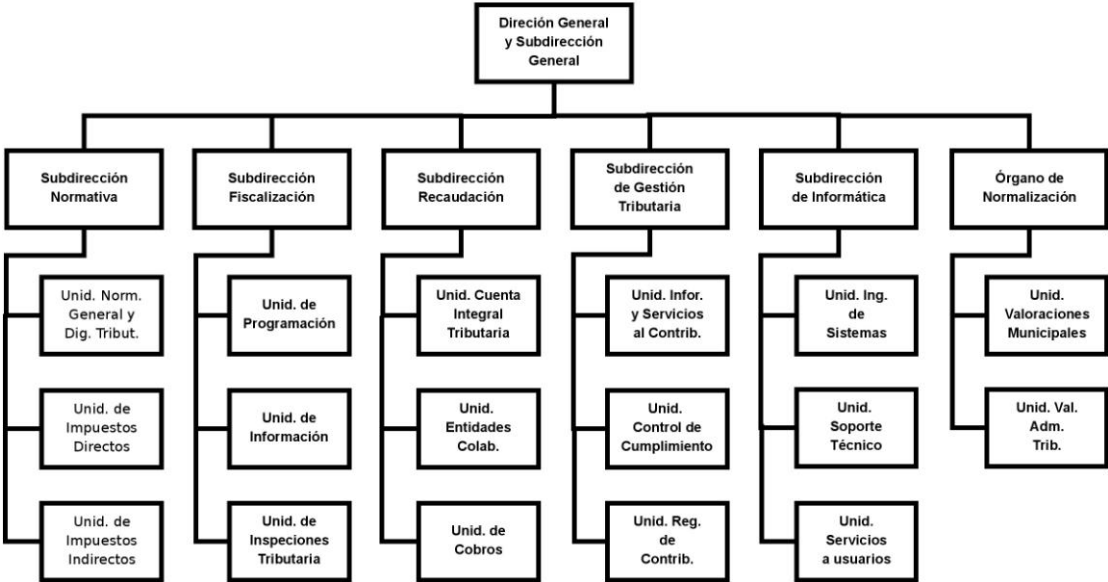 Direción General
y Subdirección
General
Subdirección
Normativa
Subdirección
Fiscalización
Subdirección
Recaudación
Subdirección
de Gestión
Tributaria
Subdirección
de Informática
Órgano de
Normalización
Unid. Norm.
General y
Dig. Tribut.
Unid. de
Programación
Unid. Cuenta
Integral
Tributaria
Unid. Infor.
y Servicios
al Contrib.
Unid. Ing.
de
Sistemas
Unid.
Valoraciones
Municipales
Unid. de
Impuestos
Directos
Unid. de
Información
Unid.
Entidades
Colab.
Unid.
Control de
Cumplimiento
Unid.
Soporte
Técnico
Unid. Val.
Adm.
Trib.
Unid. de
Impuestos
Indirectos
Unid. de
Inspeciones
Tributaria
Unid. de
Cobros
Unid. Reg.
de
Contrib.
Unid.
Servicios
a usuarios